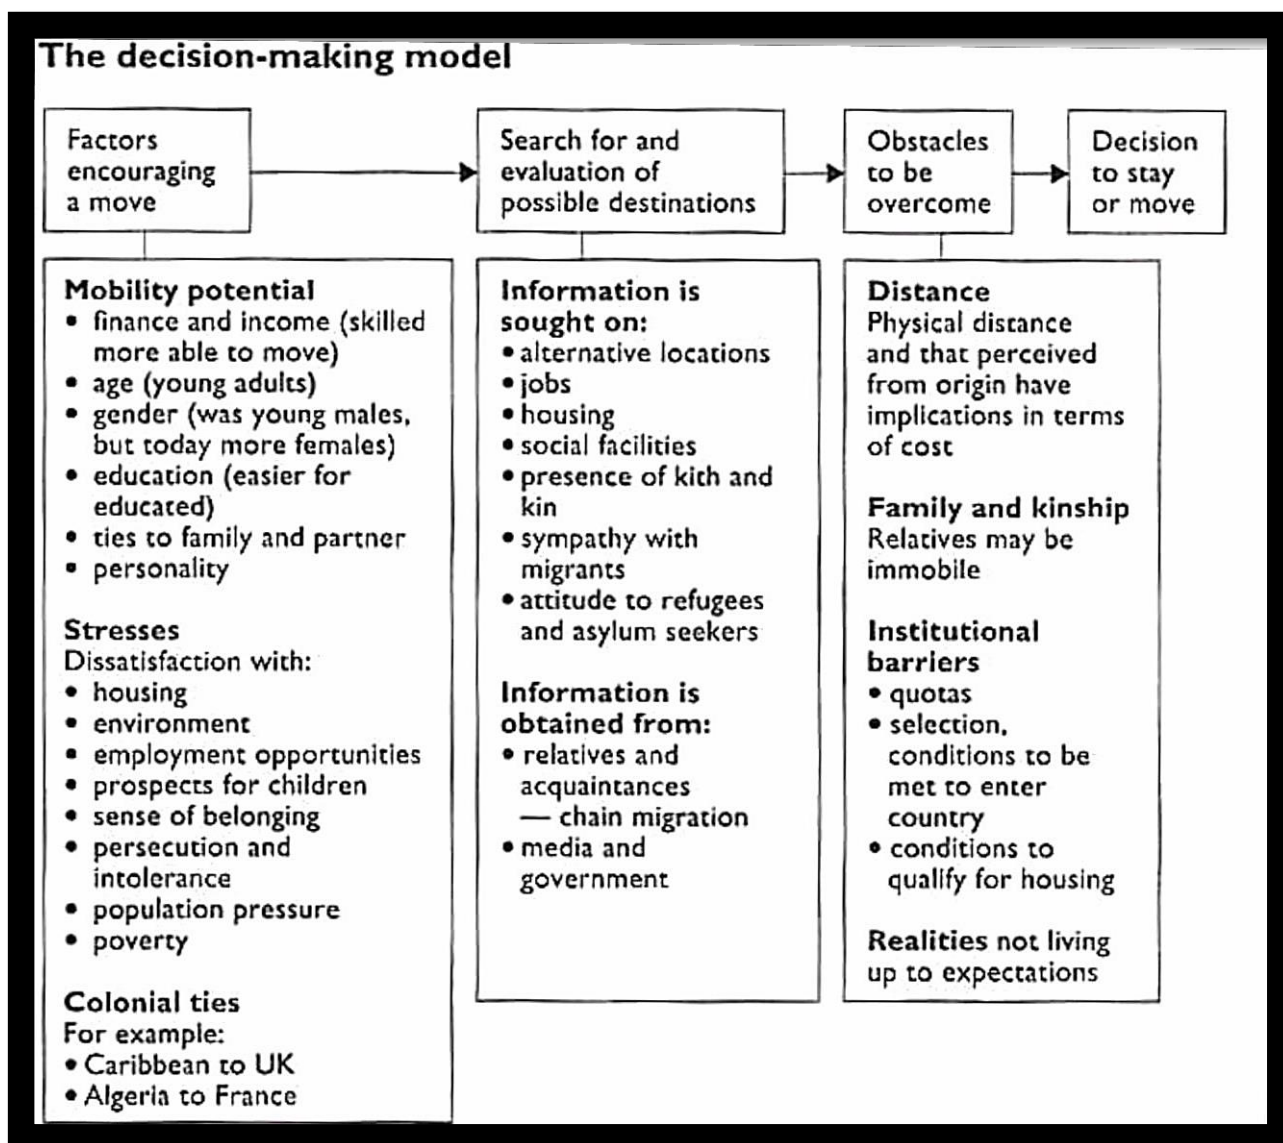 The decision-making model
Factors
encouraging
a move
Search for and
evaluation of
possible destinations
Obstacles
to be
overcome
Decision
to stay
or move
Mobility potential
• finance and income (skilled
more able to move)
• age (young adults)
• gender (was young males,
but today more females)
• education (easier for
educated)
• ties to family and partner
• personality
Stresses
Dissatisfaction with:
• housing
• environment
• employment opportunities
• prospects for children
• sense of belonging
• persecution and
intolerance
• population pressure
• poverty
Colonial ties
For example:
• Caribbean to UK
• Algeria to France
Information is
sought on:
• alternative locations
• jobs
• housing
• social facilities
• presence of kith and
kin
• sympathy with
migrants
• attitude to refugees
and asylum seekers
Information is
obtained from:
• relatives and
acquaintances
— chain migration
• media and
government
Distance
Physical distance
and that perceived
from origin have
implications in terms
of cost
Family and kinship
Relatives may be
immobile
Institutional
barriers
• quotas
• selection,
conditions to be
met to enter
country
• conditions to
qualify for housing
Realities not living
up to expectations